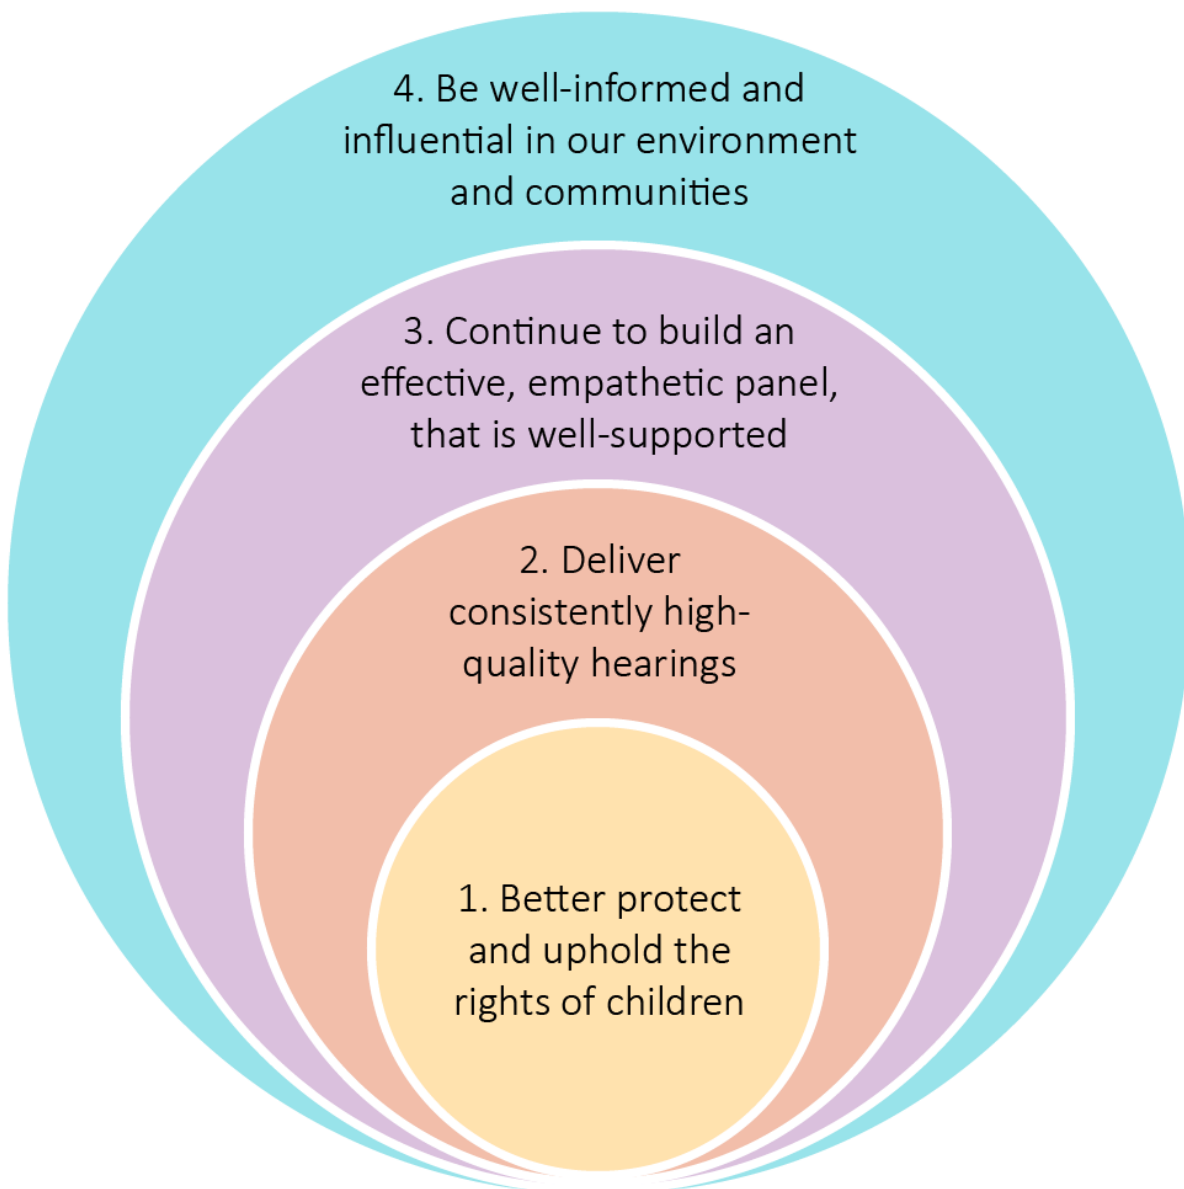 4. Be well-informed and
influential in our environment
and communities
3. Continue to build an
effective, empathetic panel,
that is well-supported
2. Deliver
consistently high-
quality hearings
1. Better protect
and uphold the
rights of children